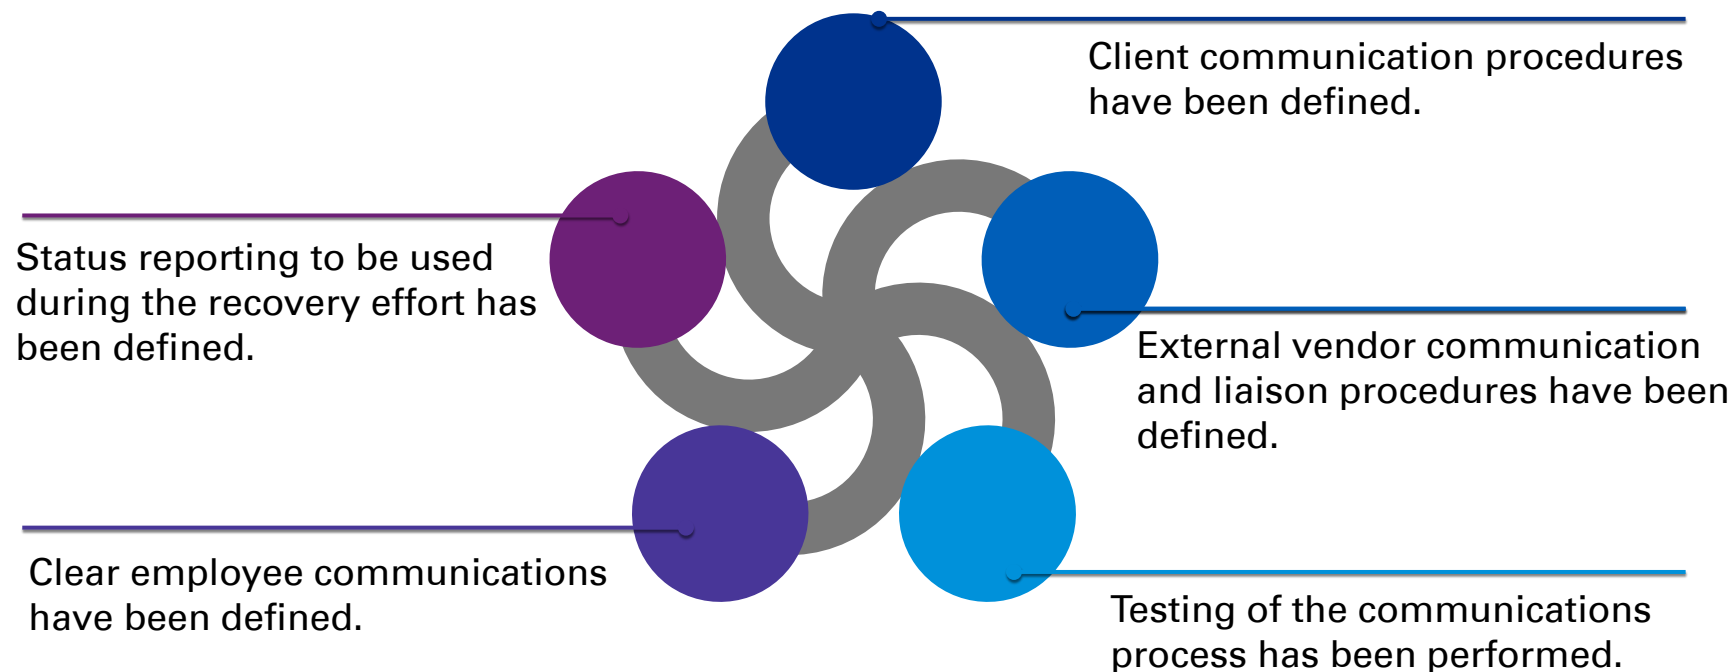 Client communication procedures
have been defined.
Status reporting to be used
during the recovery effort has
been defined.
External vendor communication
and liaison procedures have been
defined.
Clear employee communications
have been defined.
Testing of the communications
process has been performed.